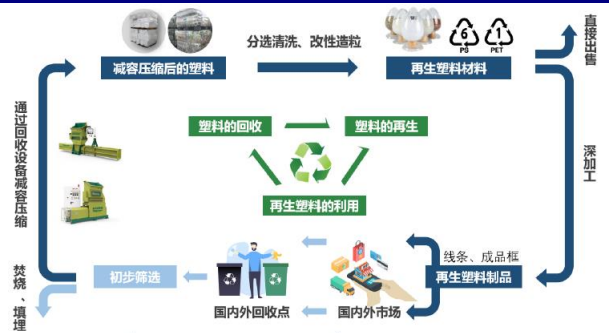 减容压缩后的塑料
分选清洗、改性造粒
6
PS
1
PET
再生塑料材料
直接出售
通过回收设备减容压缩
塑料的回收
塑料的再生
再生塑料的利用
深加工
焚烧、填埋
初步筛选
国内外回收点
国内外市场
线条、成品框
再生塑料制品